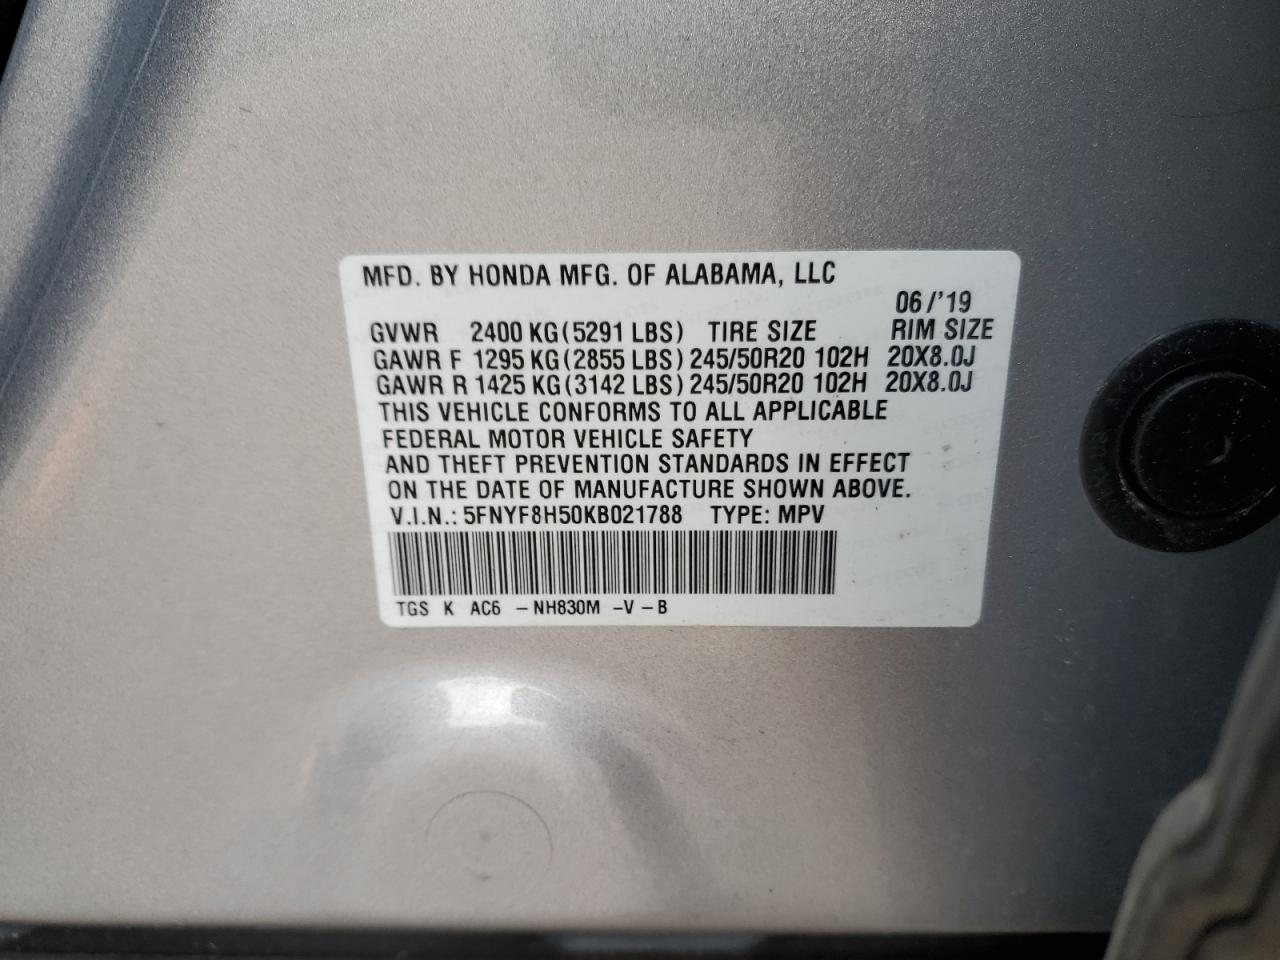 MFD. BY HONDA MFG. OF ALABAMA, LLC
06/'19
GVWR 2400 KG(5291 LBS) TIRE SIZE RIM SIZE
GAWR F 1295 KG(2855 LBS) 245/50R20 102H 20X8.0J
GAWR R 1425 KG(3142 LBS) 245/50R20 102H 20X8.0J
THIS VEHICLE CONFORMS TO ALL APPLICABLE
FEDERAL MOTOR VEHICLE SAFETY
AND THEFT PREVENTION STANDARDS IN EFFECT
ON THE DATE OF MANUFACTURE SHOWN ABOVE.
V.I.N.: 5FNYF8H50KB021788 TYPE: MPV
TGS K AC6 -NH830M -V-B